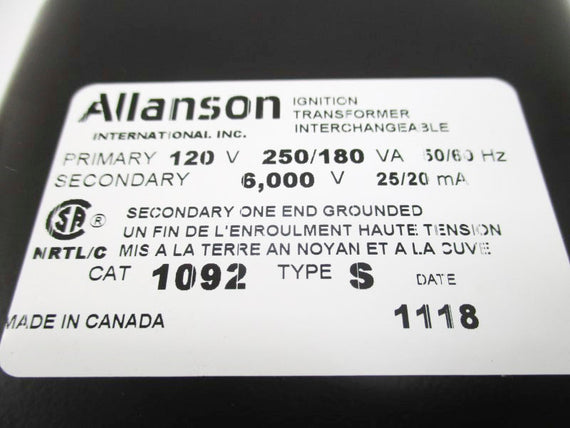 Allanson IGNITION
TRANSFORMER
INTERNATIONAL INC. INTERCHANGEABLE
PRIMARY 120 V 250/180 VA 50/60 Hz
SECONDARY 6,000 V 25/20 mA
SA ® SECONDARY ONE END GROUNDED
UN FIN DE L'ENROULMENT HAUTE TENSION
NRTL/C MIS A LA TERRE AN NOYAN ET A LA CUVE
CAT 1092 TYPE S DATE
MADE IN CANADA 1118